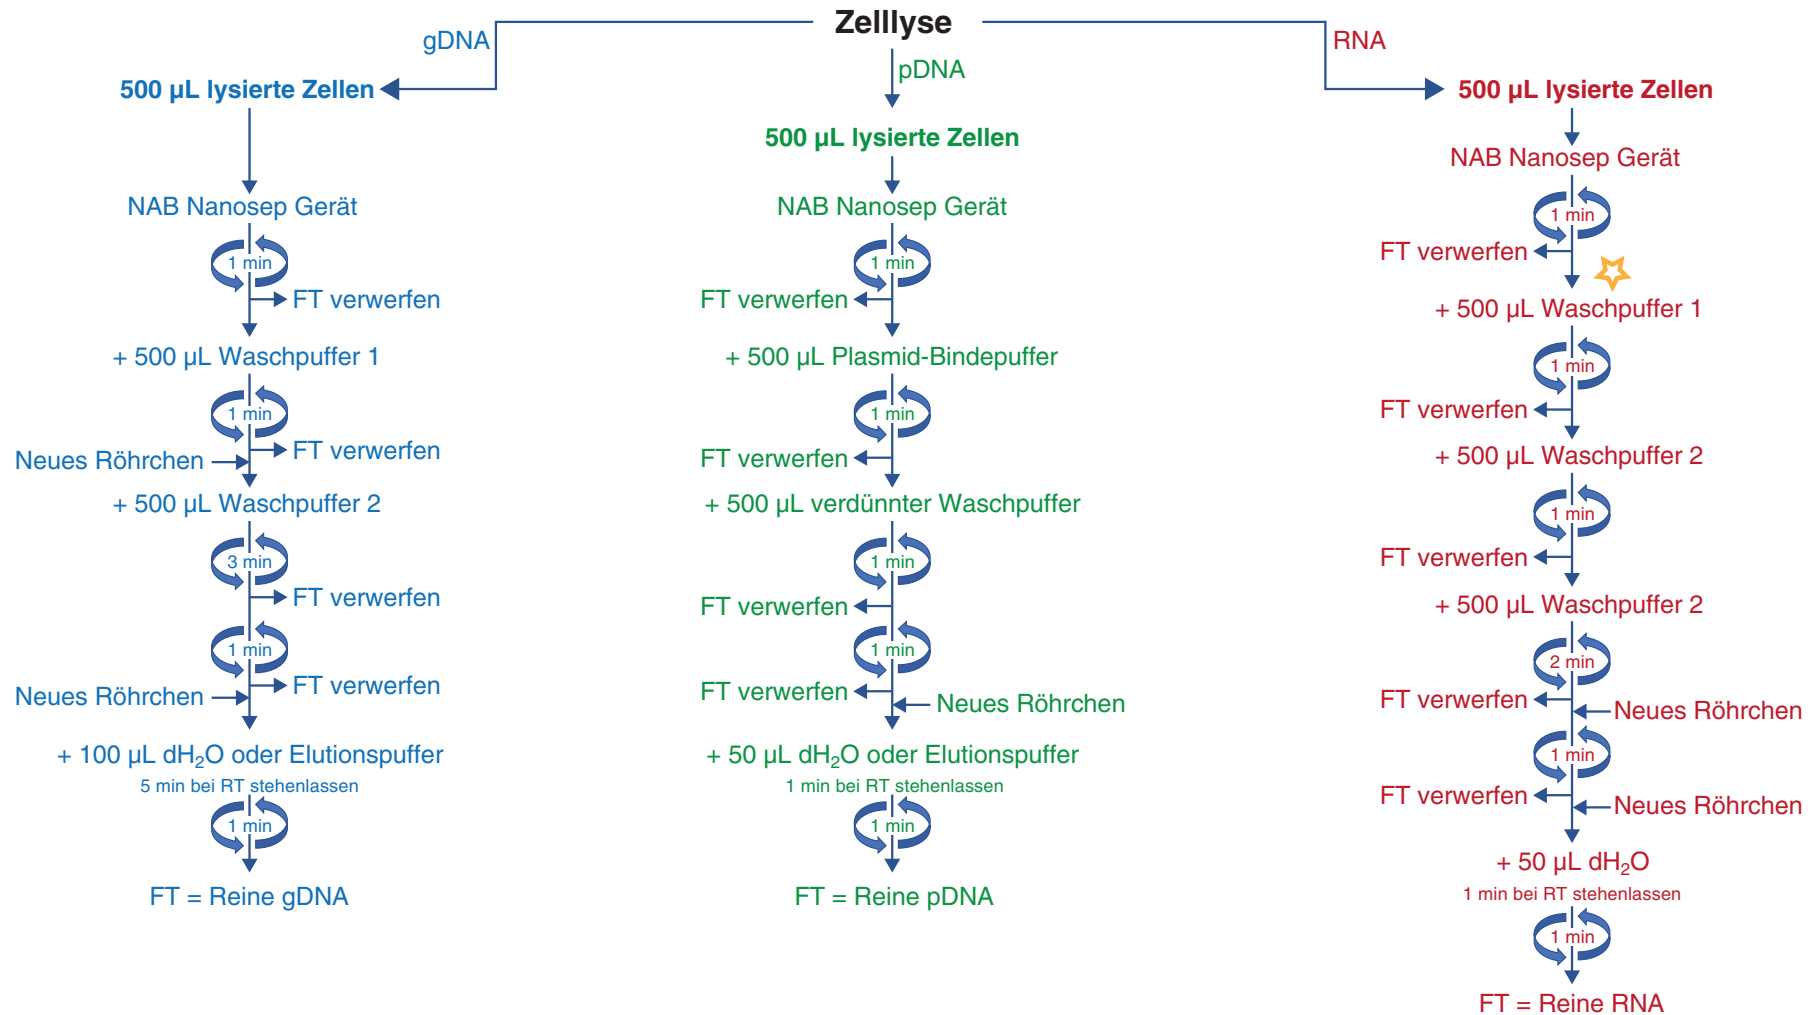 Zelllyse
gDNA
500 µL lysierte Zellen
NAB Nanosep Gerät
1 min
FT verwerfen
+ 500 µL Waschpuffer 1
1 min
FT verwerfen
Neues Röhrchen
+ 500 µL Waschpuffer 2
3 min
FT verwerfen
1 min
FT verwerfen
Neues Röhrchen
+ 100 µL dH₂O oder Elutionspuffer
5 min bei RT stehenlassen
1 min
FT = Reine gDNA
pDNA
500 µL lysierte Zellen
NAB Nanosep Gerät
1 min
FT verwerfen
+ 500 µL Plasmid-Bindepuffer
1 min
FT verwerfen
+ 500 µL verdünnter Waschpuffer
1 min
FT verwerfen
1 min
FT verwerfen
Neues Röhrchen
+ 50 µL dH₂O oder Elutionspuffer
1 min bei RT stehenlassen
1 min
FT = Reine pDNA
RNA
500 µL lysierte Zellen
NAB Nanosep Gerät
1 min
FT verwerfen
+ 500 µL Waschpuffer 1
1 min
FT verwerfen
+ 500 µL Waschpuffer 2
1 min
FT verwerfen
+ 500 µL Waschpuffer 2
2 min
FT verwerfen
Neues Röhrchen
1 min
FT verwerfen
Neues Röhrchen
+ 50 µL dH₂O
1 min bei RT stehenlassen
1 min
FT = Reine RNA